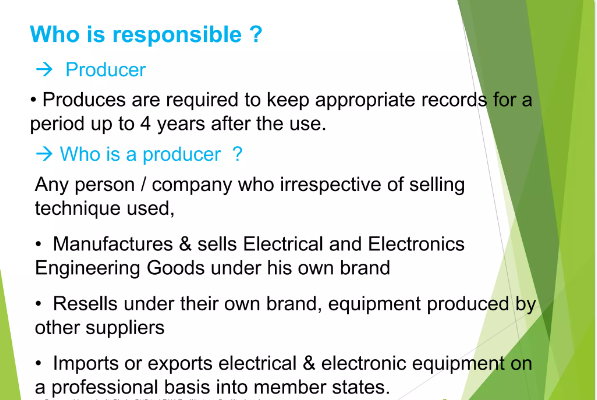 Who is responsible ?
→ Producer
• Produces are required to keep appropriate records for a
period up to 4 years after the use.
→ Who is a producer ?
Any person / company who irrespective of selling
technique used,
• Manufactures & sells Electrical and Electronics
Engineering Goods under his own brand
• Resells under their own brand, equipment produced by
other suppliers
• Imports or exports electrical & electronic equipment on
a professional basis into member states.